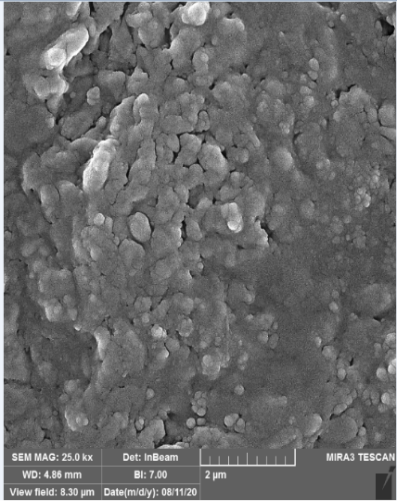 SEM MAG: 25.0 kx Det: InBeam MIRA3 TESCAN
WD: 4.86 mm BI: 7.00 2 µm
View field: 8.30 µm Date(m/d/y): 08/11/20